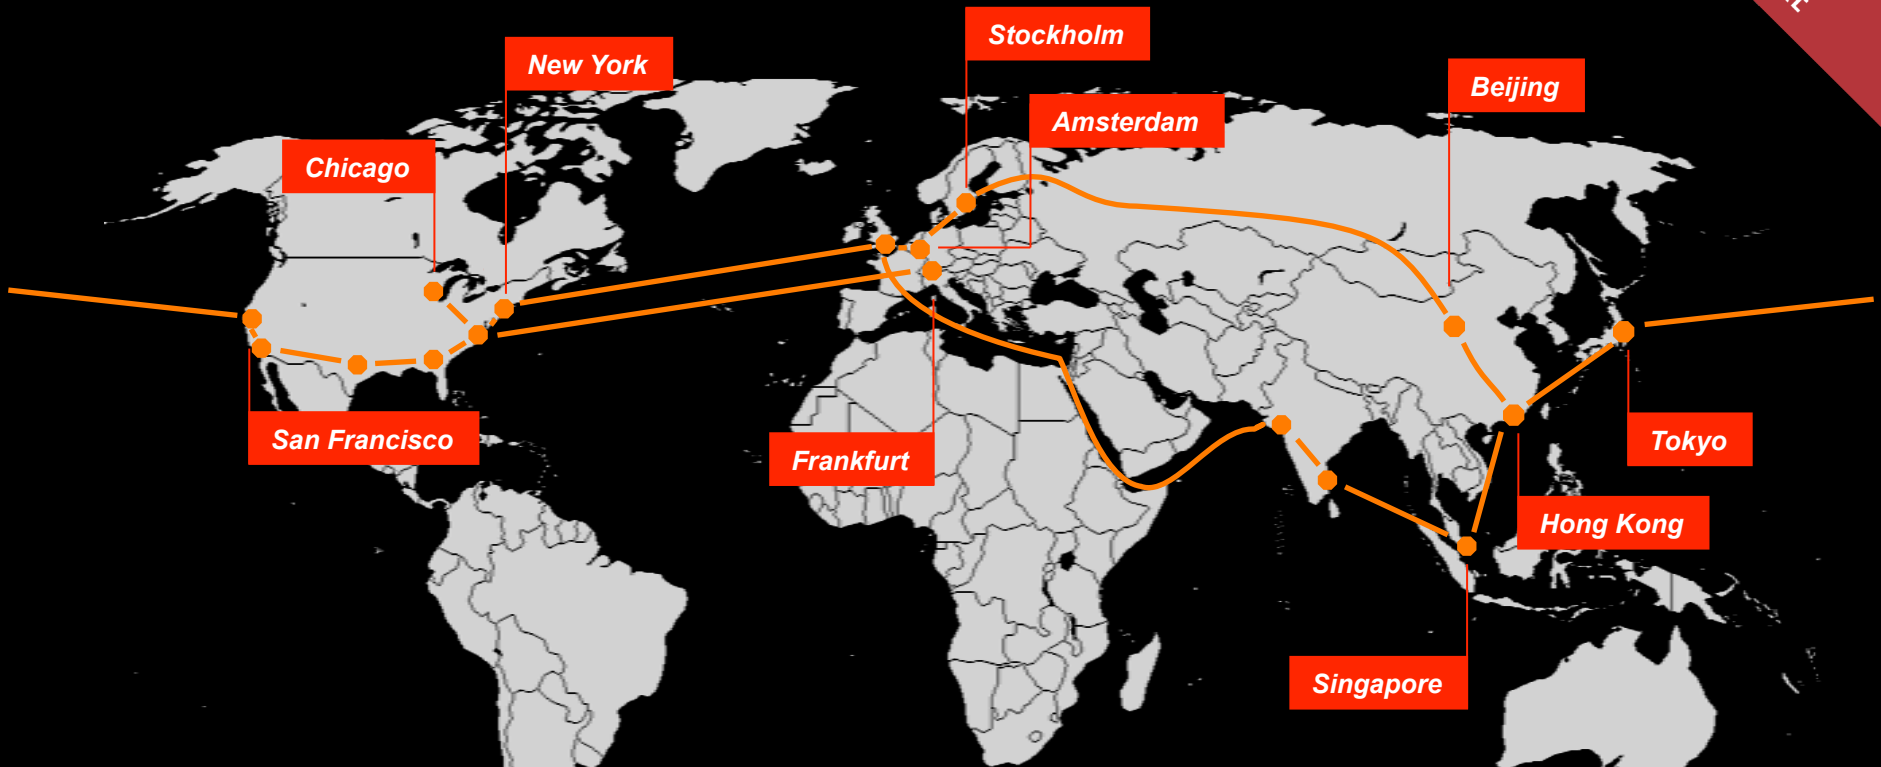 Stockholm
New York
Beijing
Amsterdam
Chicago
San Francisco
Frankfurt
Tokyo
Hong Kong
Singapore